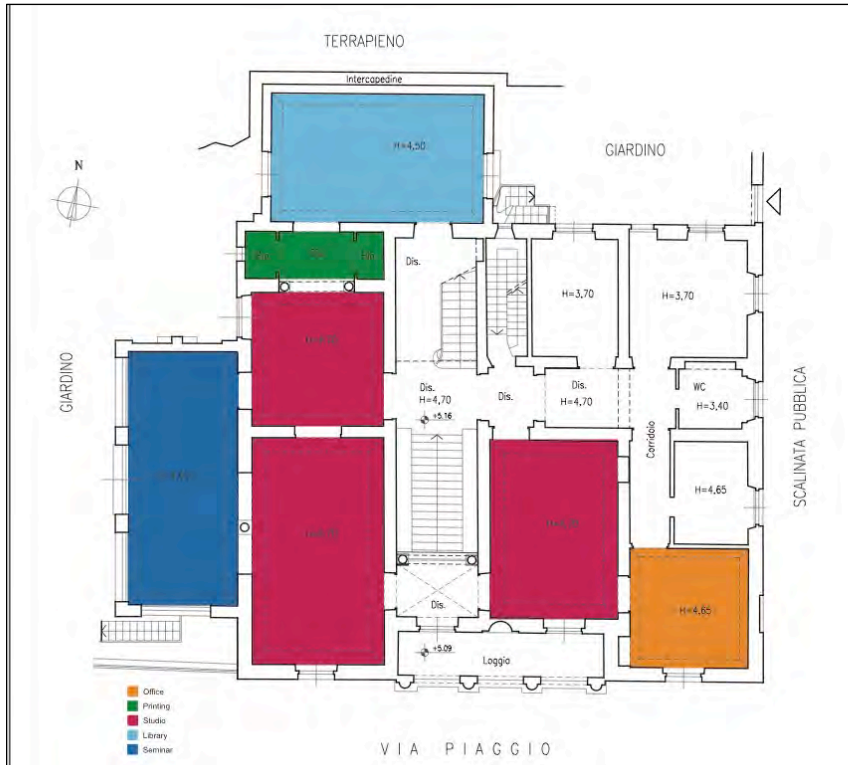 TERRAPIENO
Intercapedine
H=4,50
GIARDINO
N
Dis.
H=3,70
H=3,70
GIARDINO
Dis.
H=4,70
+5.16
Dis.
Dis.
H=4,70
WC
H=3,40
Corridoio
H=4,65
SCALINATA PUBBLICA
H=4,65
Dis.
+5.09
Loggia
Office
Printing
Studio
Library
Seminar
VIA PIAGGIO